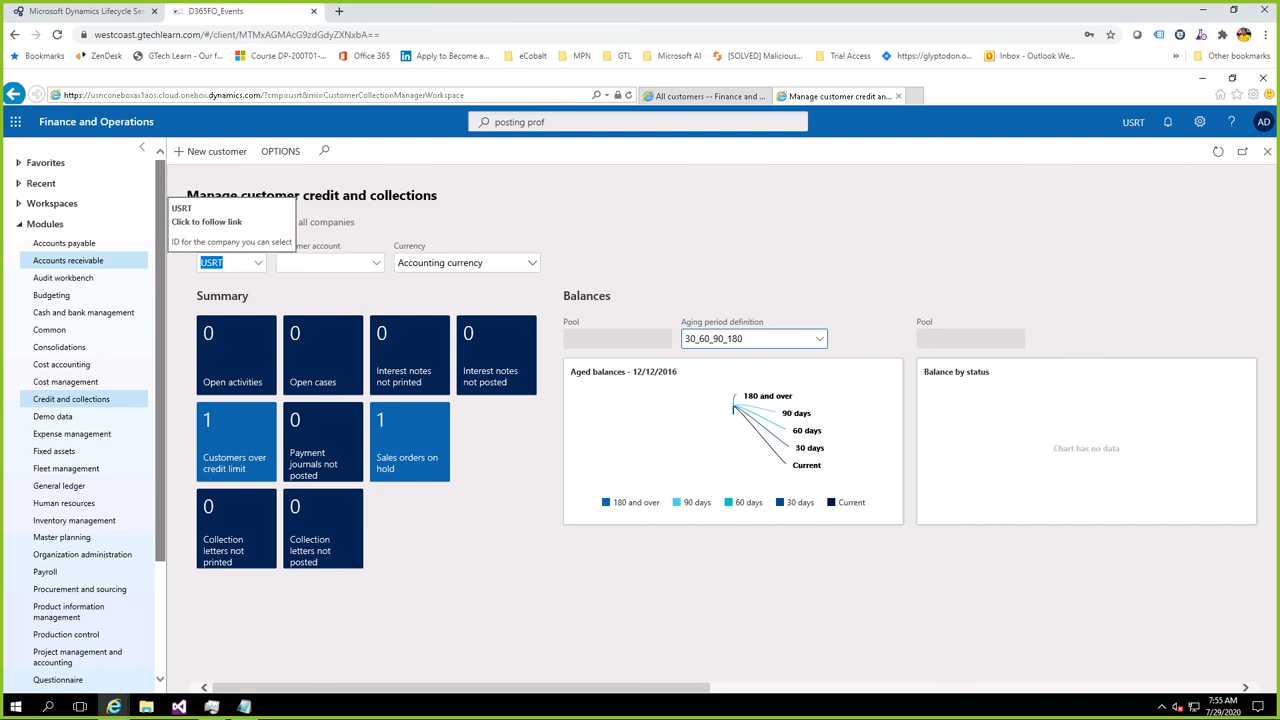 Microsoft Dynamics Lifecycle Serv
D365FO_Events
westcoast.gtechlearn.com/#/client/MTMxAGMAcG9zdGdyZXNxbA==
Bookmarks
ZenDesk
GTech Learn - Our f...
Course DP-200T01-...
Office 365
Apply to Become a...
eCobalt
MPN
GTL
Microsoft AI
[SOLVED] Malicious...
Trial Access
https://glyptodon...
Inbox - Outlook We...
»
Other bookmarks
https://usnconeboxax1aos.cloud.onebox.dynamics.com/?cmp=usrt&mi=CustomerCollectionManagerWorkspace
All customers -- Finance and ...
Manage customer credit an...
Finance and Operations
posting prof
USRT
?
AD
New customer
OPTIONS
Favorites
Recent
Workspaces
Modules
Accounts payable
Accounts receivable
Audit workbench
Budgeting
Cash and bank management
Common
Consolidations
Cost accounting
Cost management
Credit and collections
Demo data
Expense management
Fixed assets
Fleet management
General ledger
Human resources
Inventory management
Master planning
Organization administration
Payroll
Procurement and sourcing
Product information
management
Production control
Project management and
accounting
Questionnaire
Manage customer credit and collections
USRT
Click to follow link
ID for the company you can select
all companies
mer account
Currency
USRT
Accounting currency
Summary
0
Open activities
0
Open cases
0
Interest notes
not printed
0
Interest notes
not posted
1
Customers over
credit limit
0
Payment
journals not
posted
1
Sales orders on
hold
0
Collection
letters not
printed
0
Collection
letters not
posted
Balances
Pool
Aging period definition
30_60_90_180
Pool
Aged balances - 12/12/2016
180 and over
90 days
60 days
30 days
Current
180 and over
90 days
60 days
30 days
Current
Balance by status
Chart has no data
7:55 AM
7/29/2020